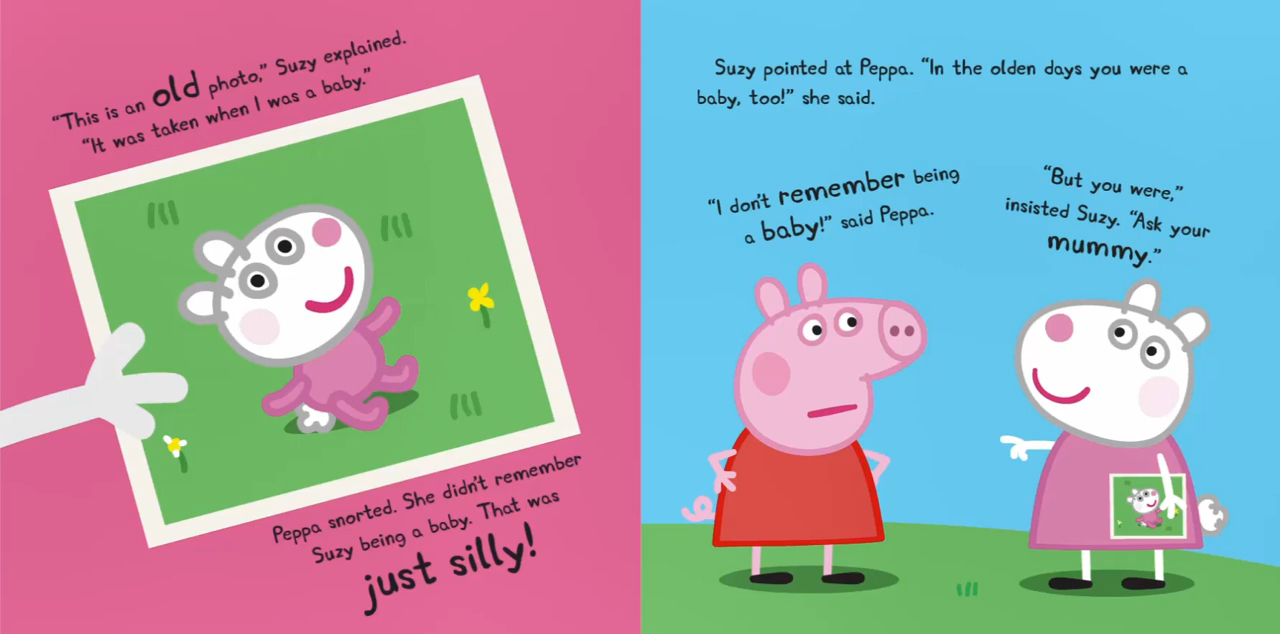 “This is an old photo,” Suzy explained.
“It was taken when I was a baby.”
Peppa snorted. She didn’t remember
Suzy being a baby. That was
just silly!
Suzy pointed at Peppa. “In the olden days you were a
baby, too!” she said.
“I don’t remember being
a baby!” said Peppa.
“But you were,”
insisted Suzy. “Ask your
mummy.”